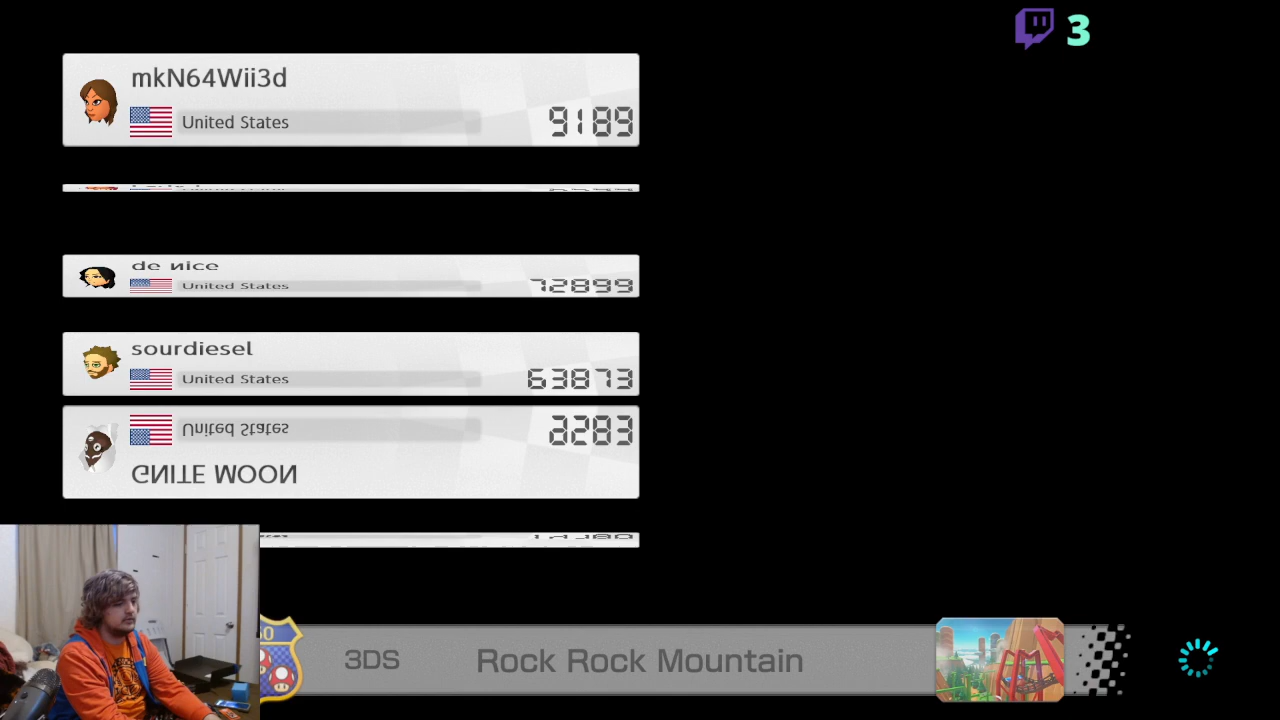 3
mkN64Wii3d
United States
9189
de nice
United States
72899
sourdiesel
United States
63873
United States
GNITE MOON
3DS
Rock Rock Mountain